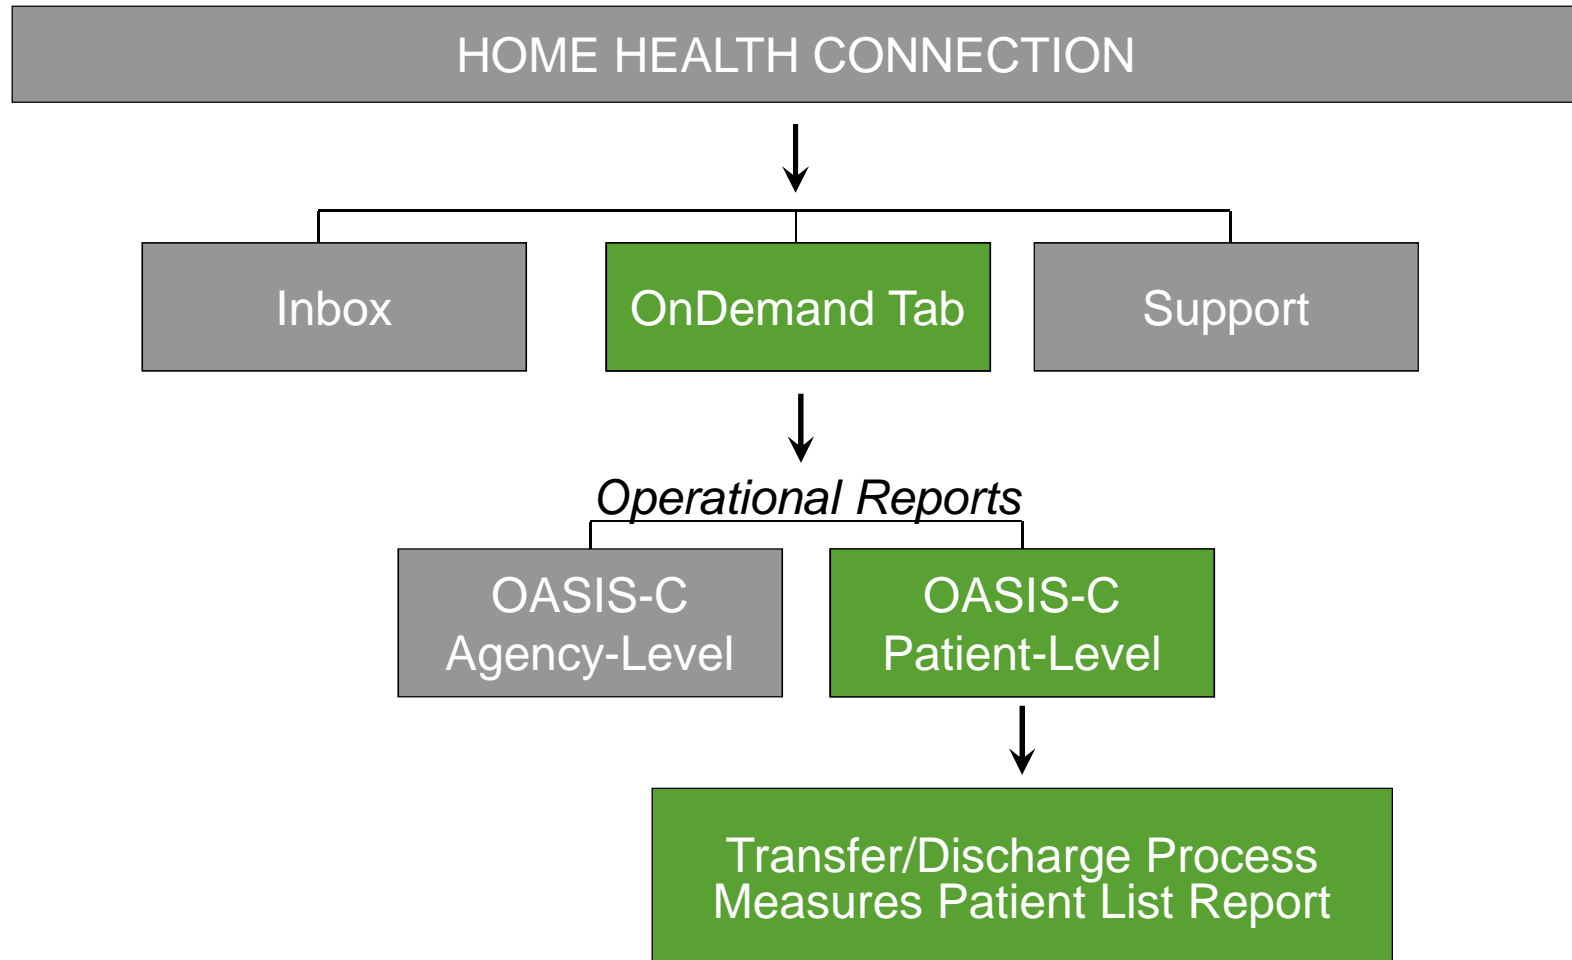 HOME HEALTH CONNECTION
Inbox
OnDemand Tab
Support
Operational Reports
OASIS-C
Agency-Level
OASIS-C
Patient-Level
Transfer/Discharge Process
Measures Patient List Report